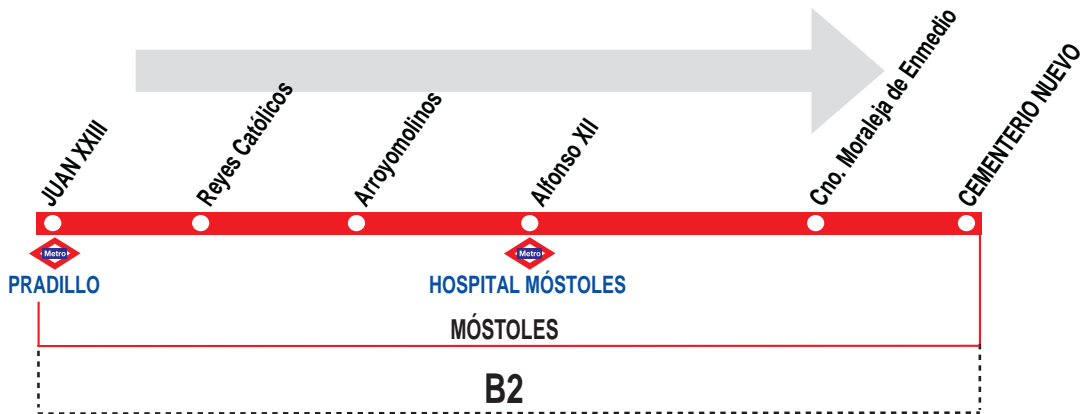 JUAN XXIII
Reyes Católicos
Arroyomolinos
Alfonso XII
Cno. Moraleja de Enmedio
CEMENTERIO NUEVO
Metro
Metro
PRADILLO
HOSPITAL MÓSTOLES
MÓSTOLES
B2